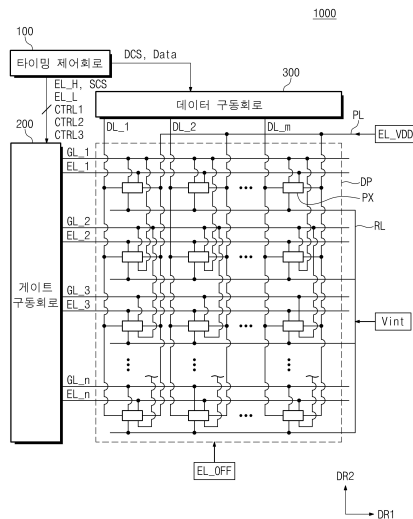 1000
100
타이밍 제어회로
DCS, Data
EL_H, SCS
EL_L
CTRL1
CTRL2
CTRL3
300
데이터 구동회로
200
DL_1
DL_2
DL_m
PL
EL_VDD
GL_1
EL_1
DP
PX
GL_2
EL_2
RL
게이트
구동회로
GL_3
EL_3
Vint
GL_n
EL_n
EL_OFF
DR2
DR1